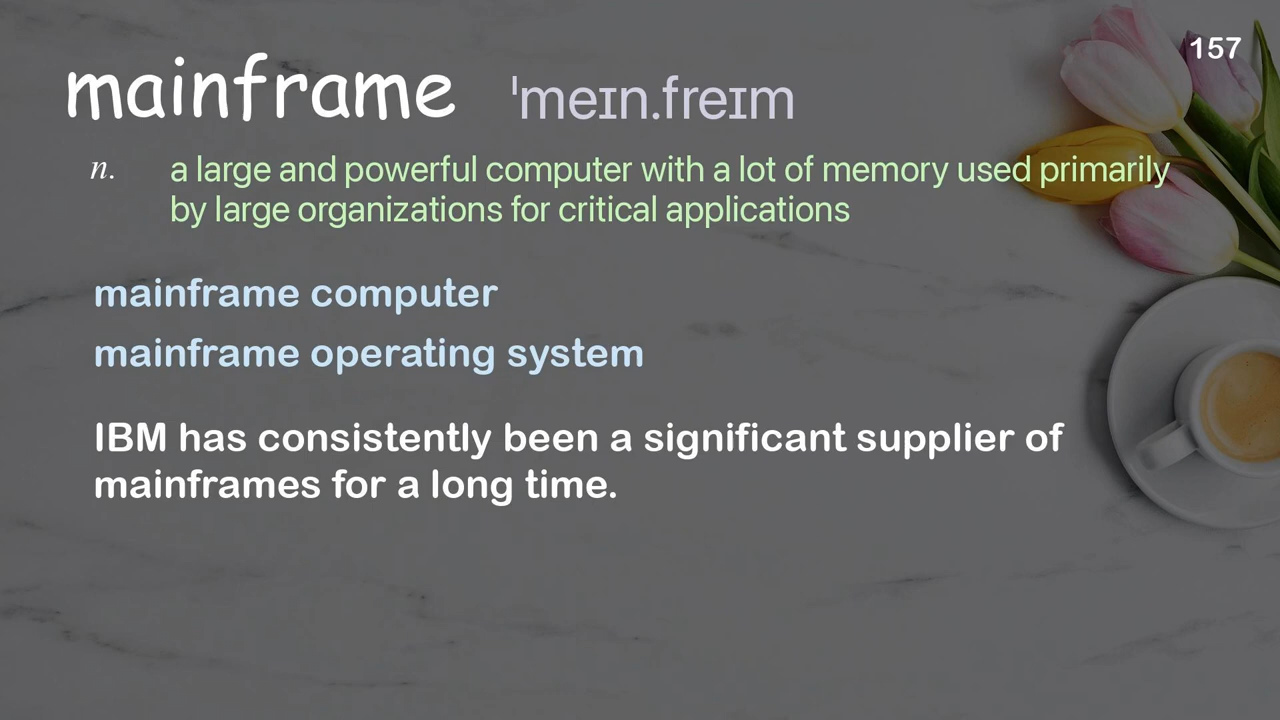 157
mainframe ˈmeɪn.freɪm
n. a large and powerful computer with a lot of memory used primarily
by large organizations for critical applications
mainframe computer
mainframe operating system
IBM has consistently been a significant supplier of
mainframes for a long time.